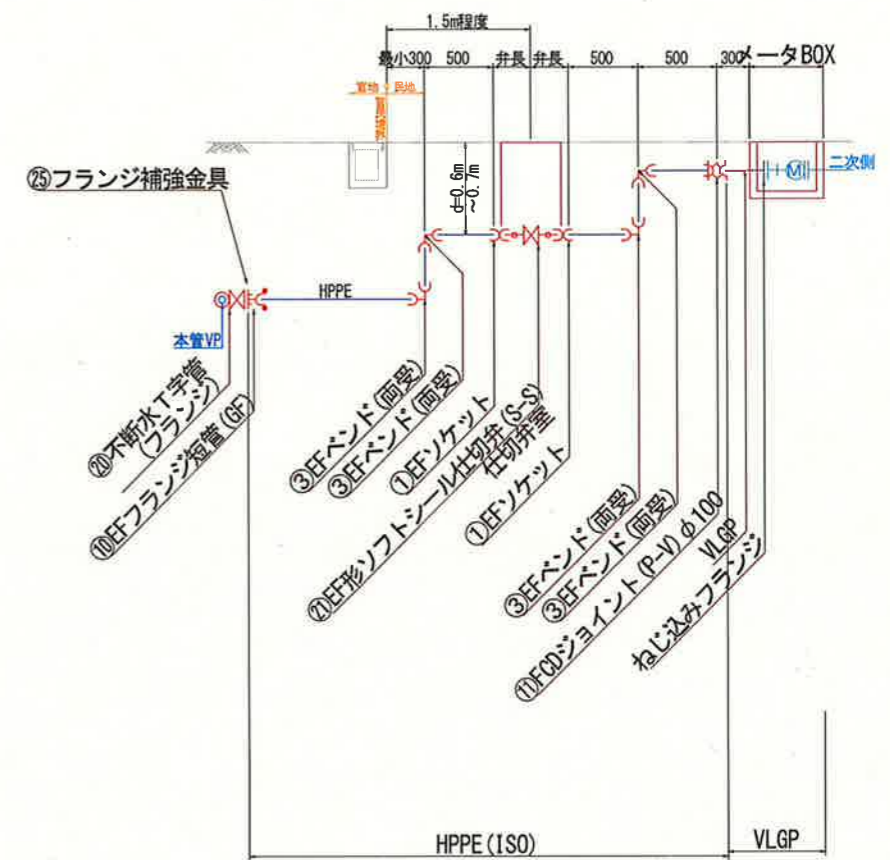 1.5m程度
最小300 500 弁長 弁長 500 500 300 メータBOX
官地 民地
d=0.6m
~0.7m
二次側
㉕フランジ補強金具
HPPE
本管VP
⑳不断水T字管
(フランジ)
⑩EFフランジ短管(GF)
③EFベンド(両受)
③EFベンド(両受)
①EFソケット
㉑EF形ソフトシール仕切弁(S-S)
仕切弁室
①EFソケット
③EFベンド(両受)
③EFベンド(両受)
⑪FCDジョイント(P-V)φ100
VLGP
ねじ込みフランジ
M
HPPE(ISO)
VLGP